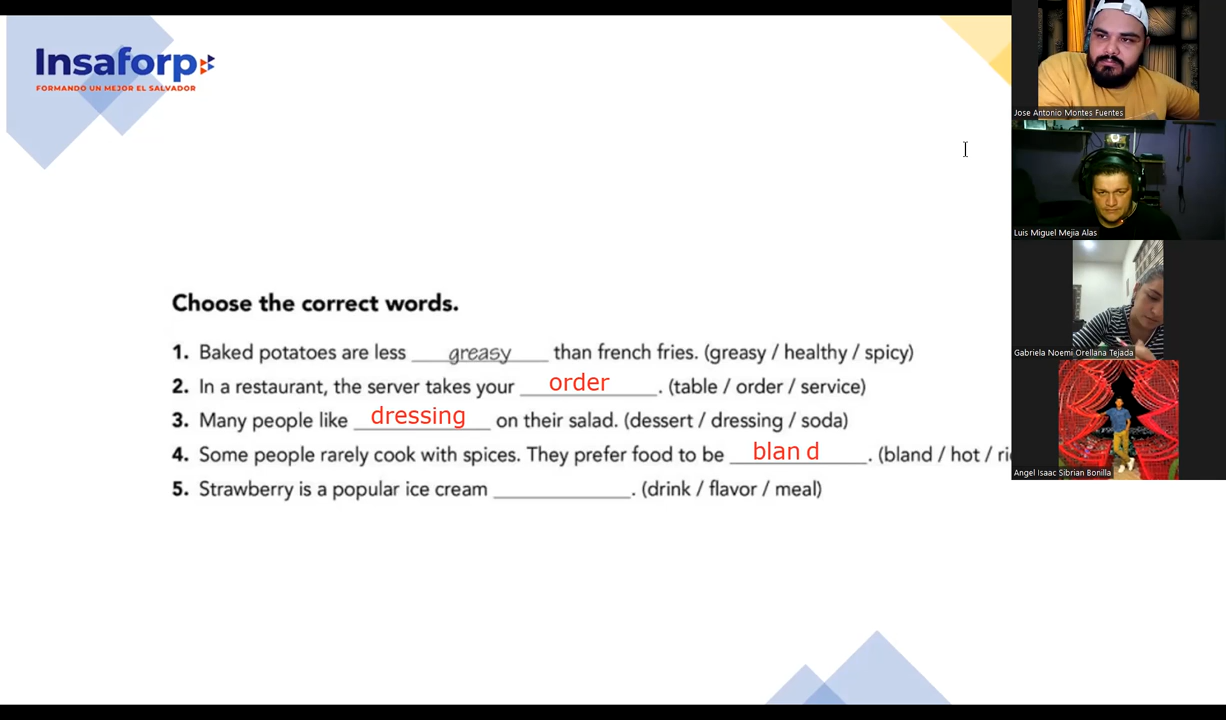 Insaforp
FORMANDO UN MEJOR EL SALVADOR
Choose the correct words.
1. Baked potatoes are less greasy than french fries. (greasy / healthy / spicy)
2. In a restaurant, the server takes your order. (table / order / service)
3. Many people like dressing on their salad. (dessert / dressing / soda)
4. Some people rarely cook with spices. They prefer food to be blan d. (bland / hot /
5. Strawberry is a popular ice cream ________. (drink / flavor / meal)
Jose Antonio Montes Fuentes
Luis Miguel Mejia Alas
Gabriela Noemi Orellana Tejada
Angel Isaac Sibrian Bonilla